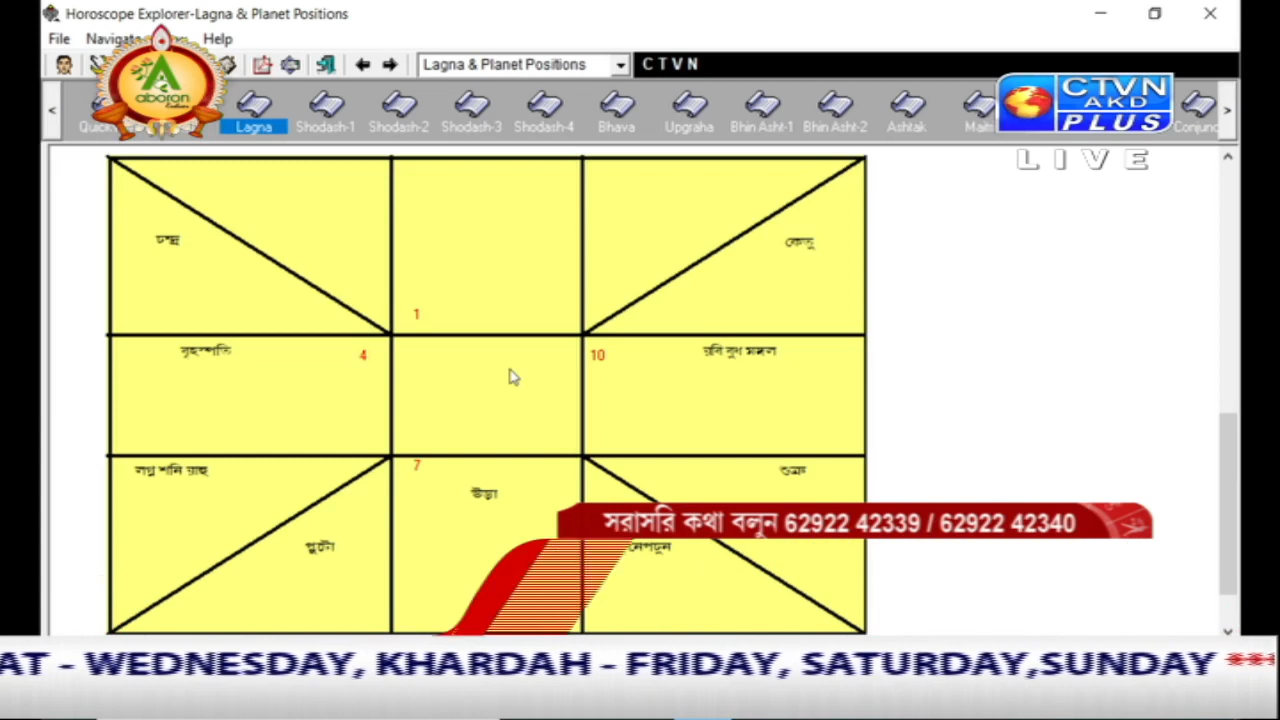 Horoscope Explorer-Lagna & Planet Positions
File Navigate Help
Lagna & Planet Positions CTVN
aboron
Lagna Shodash-1 Shodash-2 Shodash-3 Shodash-4 Bhava Upgraha Bhin Asht-1 Bhin Asht-2 Ashtak
CTVN
AKD
PLUS
LIVE
চন্দ্র
কেতু
1
বৃহস্পতি 4 10 রবি বুধ মঙ্গল
লগ্ন শনি রাহু 7 শুক্র
সরাসরি কথা বলুন 62922 42339 / 62922 42340
প্লুটো নেপচুন
AT - WEDNESDAY, KHARDAH - FRIDAY, SATURDAY,SUNDAY ***